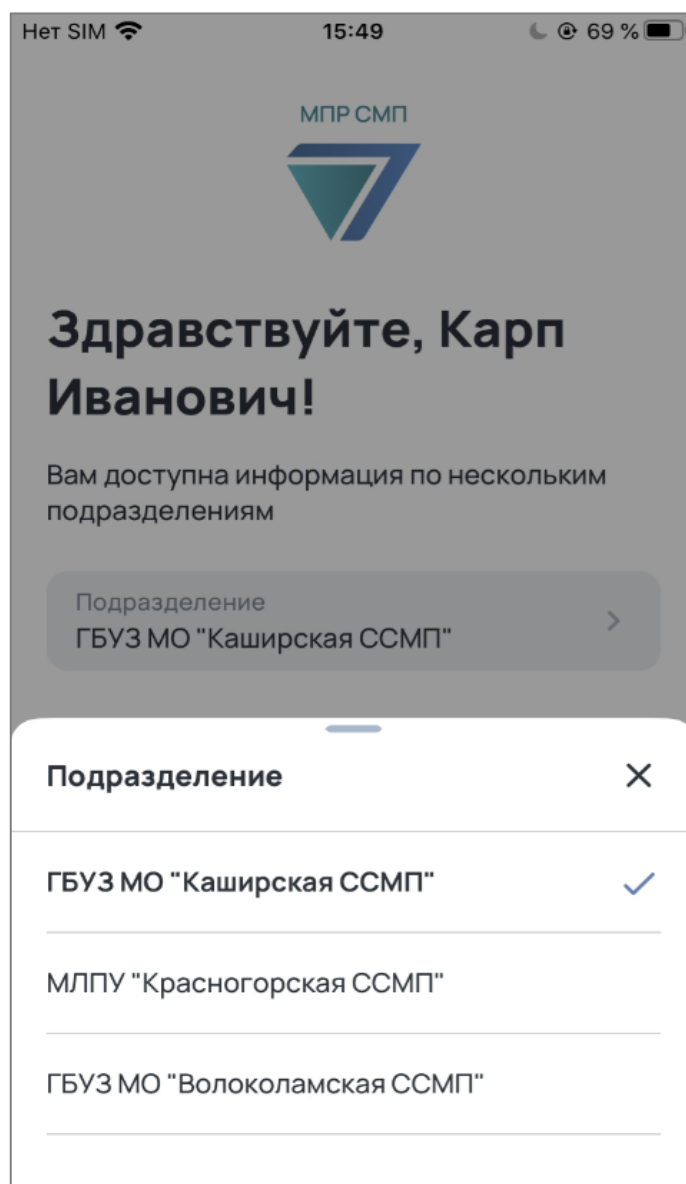 Нет SIM 15:49 69 %
МПР СМП
Здравствуйте, Карп
Иванович!
Вам доступна информация по нескольким
подразделениям
Подразделение
ГБУЗ МО "Каширская ССМП"
Подразделение
ГБУЗ МО "Каширская ССМП"
МЛПУ "Красногорская ССМП"
ГБУЗ МО "Волоколамская ССМП"